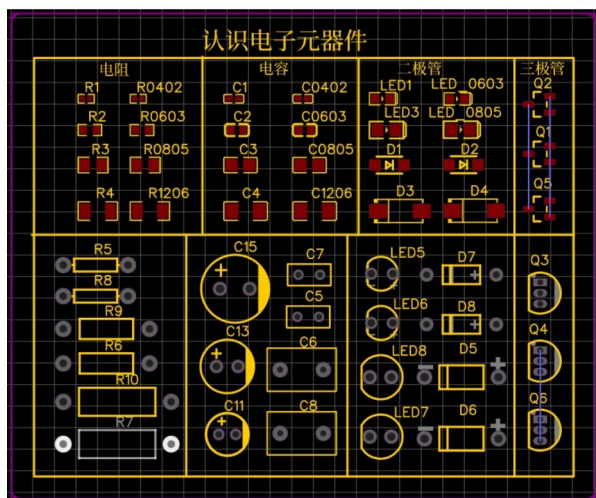 认识电子元器件
电阻 电容 二极管 三极管
R1 R0402 C1 C0402 LED1 LED 0603 Q2
R2 R0603 C2 C0603 LED3 LED 0805 Q1
R3 R0805 C3 C0805 D1 D2
R4 R1206 C4 C1206 D3 D4 Q5
R5 C15 C7 LED5 D7 Q3
R8 C5 LED6 D8
R9 C13 C6 LED8 D5 Q4
R6
R10 C11 C8 LED7 D6 Q6
R7